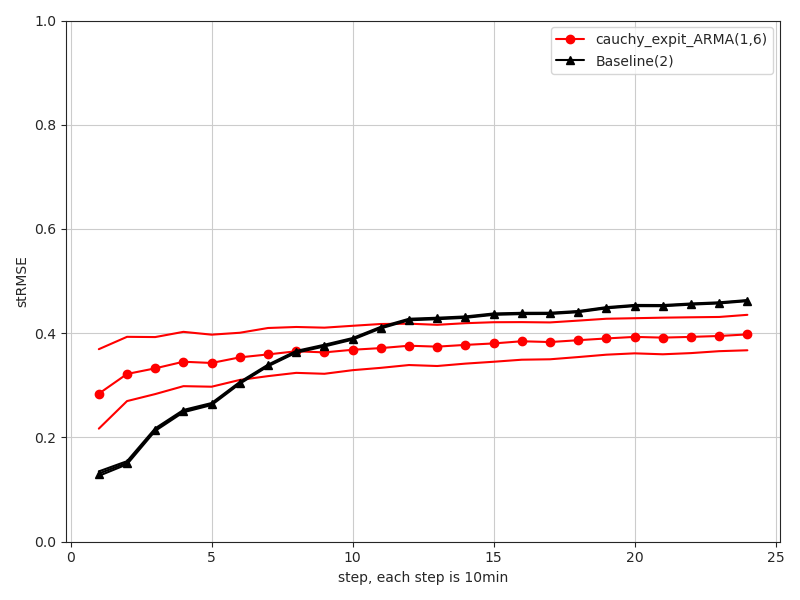 1.0
0.8
0.6
0.4
0.2
0.0
stRMSE
cauchy_expit_ARMA(1,6)
Baseline(2)
0 5 10 15 20 25
step, each step is 10min